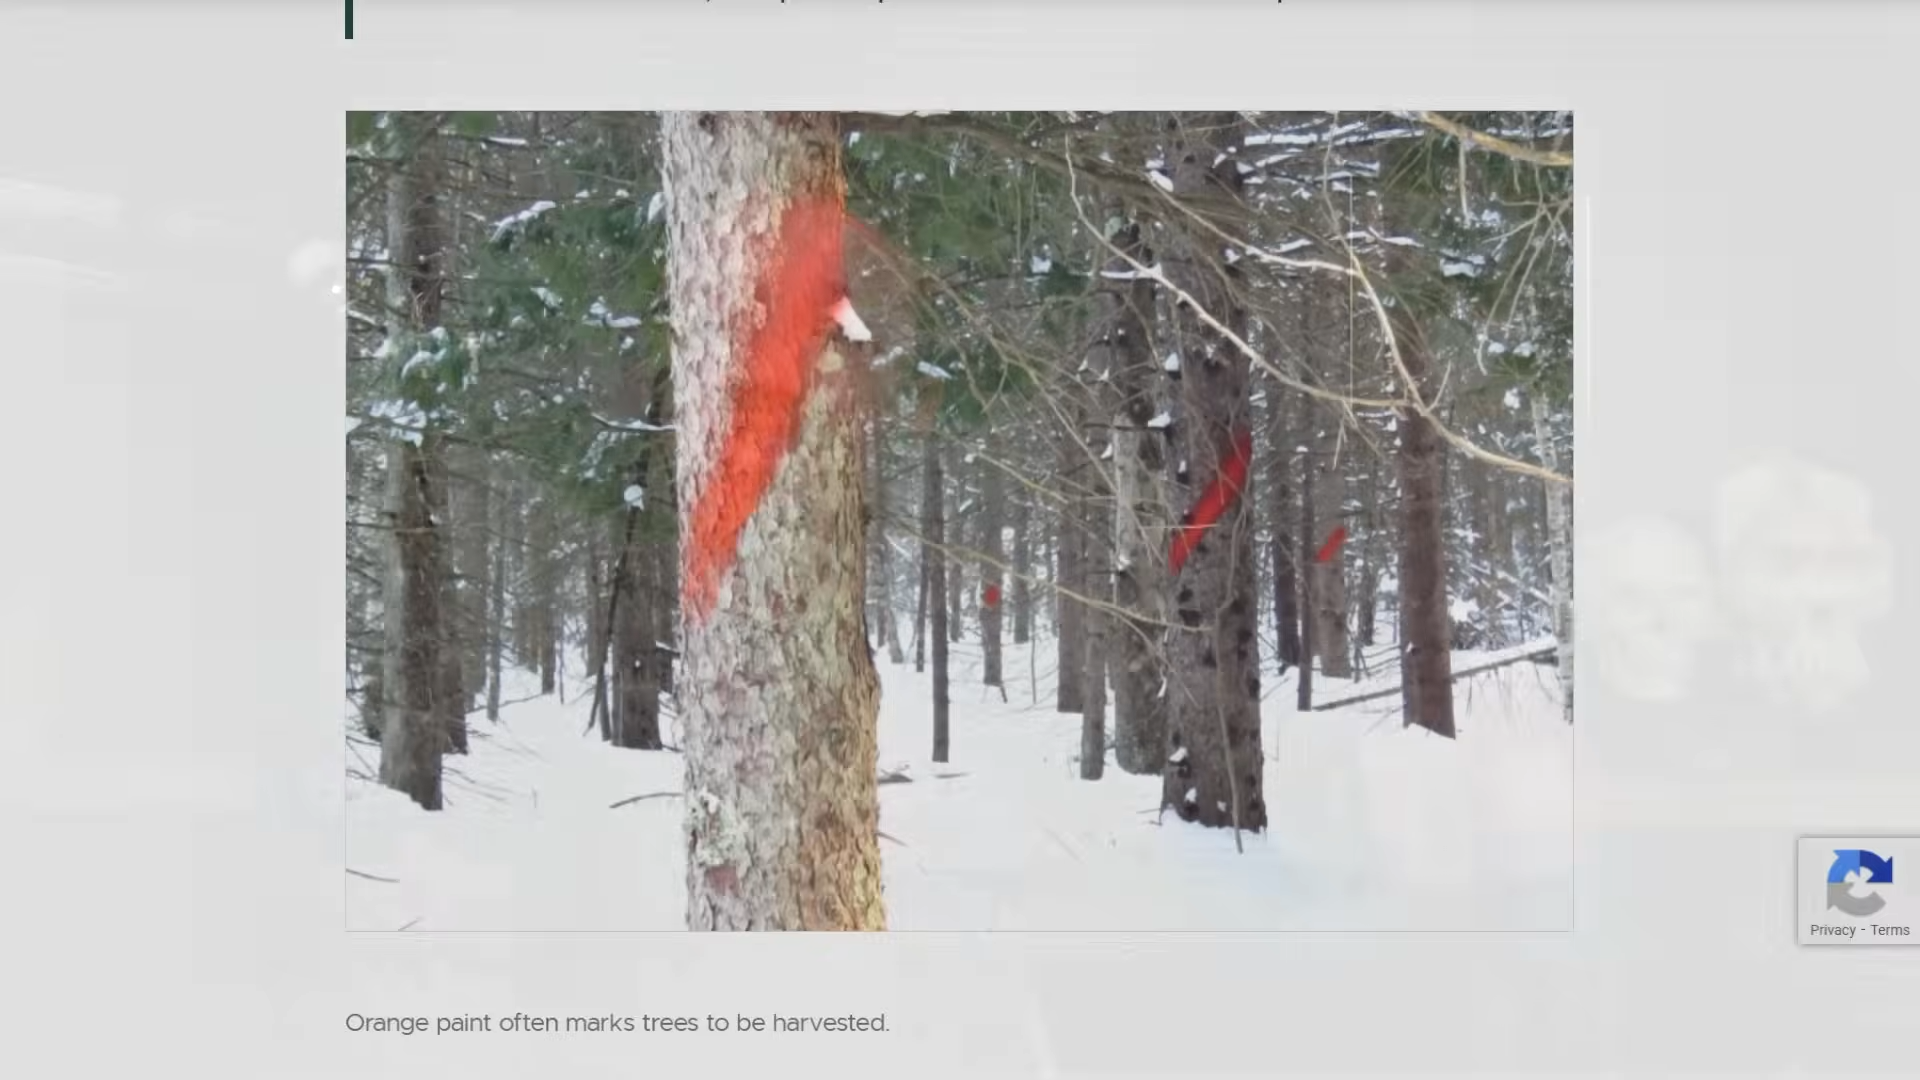 Privacy - Terms
Orange paint often marks trees to be harvested.